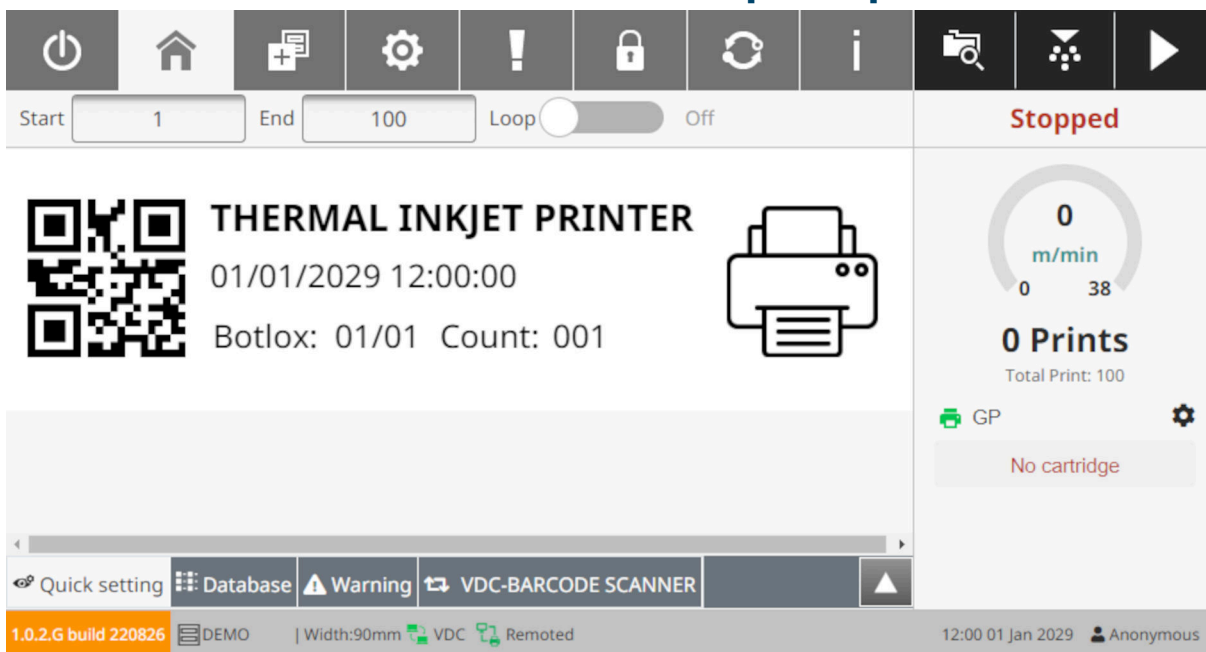 Start 1 End 100 Loop Off
Stopped
THERMAL INKJET PRINTER
01/01/2029 12:00:00
Botlox: 01/01 Count: 001
0
m/min
0 38
0 Prints
Total Print: 100
GP
No cartridge
Quick setting Database Warning VDC-BARCODE SCANNER
1.0.2.G build 220826 DEMO | Width:90mm VDC Remoted 12:00 01 Jan 2029 Anonymous